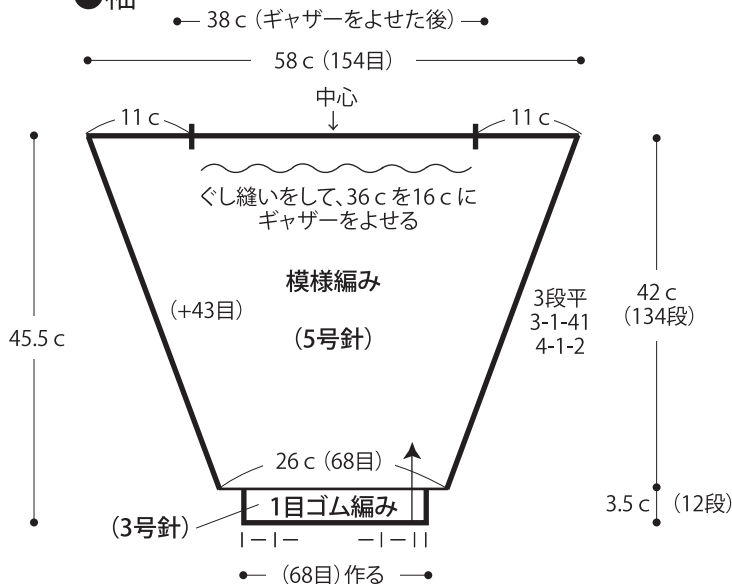 38 c（ギャザーをよせた後）
58 c（154目）
中心
11 c
11 c
ぐし縫いをして、36 c を16 c に
ギャザーをよせる
模様編み
（+43目）
（5号針）
3段平
3-1-41
4-1-2
42 c
（134段）
45.5 c
26 c（68目）
1目ゴム編み
（3号針）
3.5 c（12段）
（68目）作る